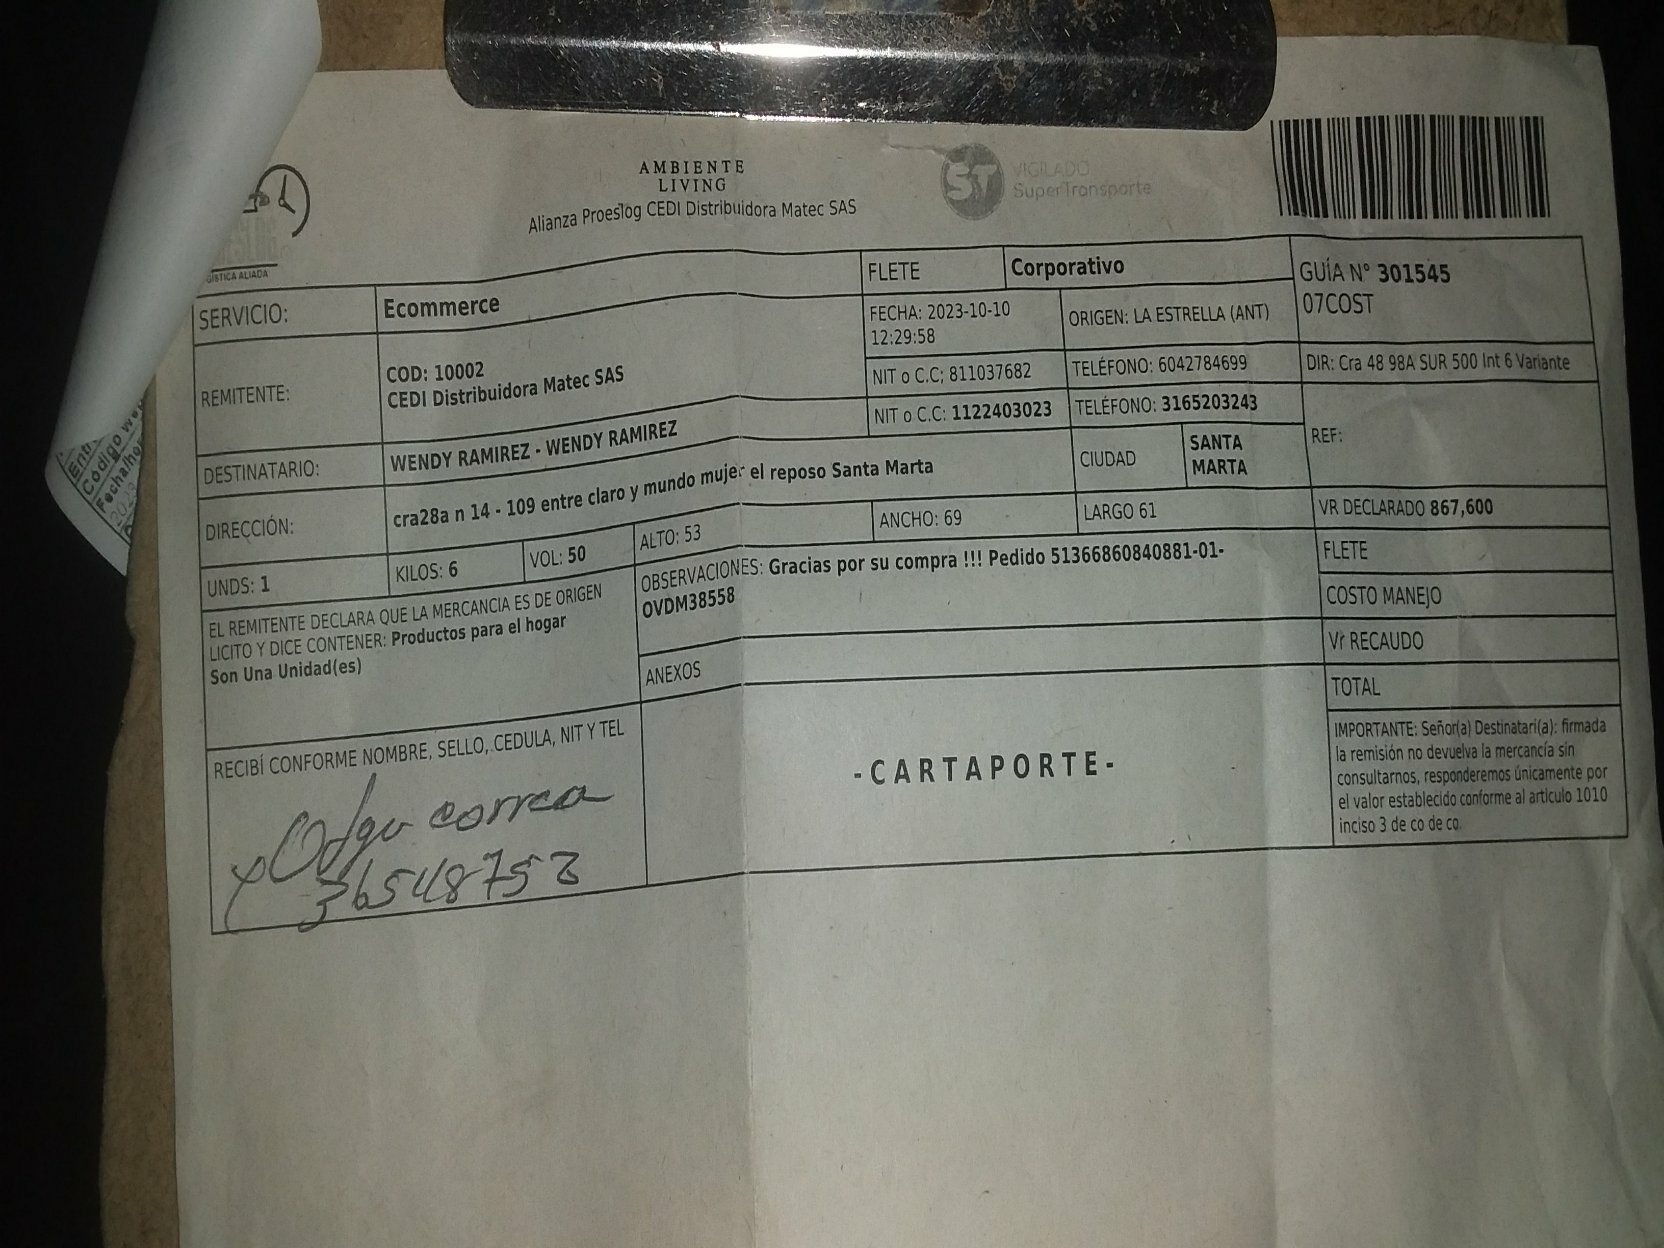 AMBIENTE
LIVING
Alianza Proeslog CEDI Distribuidora Matec SAS
ST VIGILADO
SuperTransporte
GÍSTICA ALIADA
SERVICIO: Ecommerce
FLETE Corporativo
GUÍA N° 301545
07COST
REMITENTE: COD: 10002
CEDI Distribuidora Matec SAS
FECHA: 2023-10-10
12:29:58
ORIGEN: LA ESTRELLA (ANT)
NIT o C.C; 811037682
TELÉFONO: 6042784699
DIR: Cra 48 98A SUR 500 Int 6 Variante
DESTINATARIO: WENDY RAMIREZ - WENDY RAMIREZ
NIT o C.C: 1122403023
TELÉFONO: 3165203243
REF:
DIRECCIÓN: cra28a n 14 - 109 entre claro y mundo mujer el reposo Santa Marta
CIUDAD SANTA
MARTA
UNDS: 1
KILOS: 6
VOL: 50
ALTO: 53
ANCHO: 69
LARGO 61
VR DECLARADO 867,600
EL REMITENTE DECLARA QUE LA MERCANCIA ES DE ORIGEN
LICITO Y DICE CONTENER: Productos para el hogar
Son Una Unidad(es)
OBSERVACIONES: Gracias por su compra !!! Pedido 51366860840881-01-
OVDM38558
FLETE
COSTO MANEJO
Vr RECAUDO
ANEXOS
TOTAL
RECIBÍ CONFORME NOMBRE, SELLO, CEDULA, NIT Y TEL
correa
36548753
-CARTAPORTE-
IMPORTANTE: Señor(a) Destinatari(a): firmada
la remisión no devuelva la mercancía sin
consultarnos, responderemos únicamente por
el valor establecido conforme al articulo 1010
inciso 3 de co de co.
Código
Fecha/ho